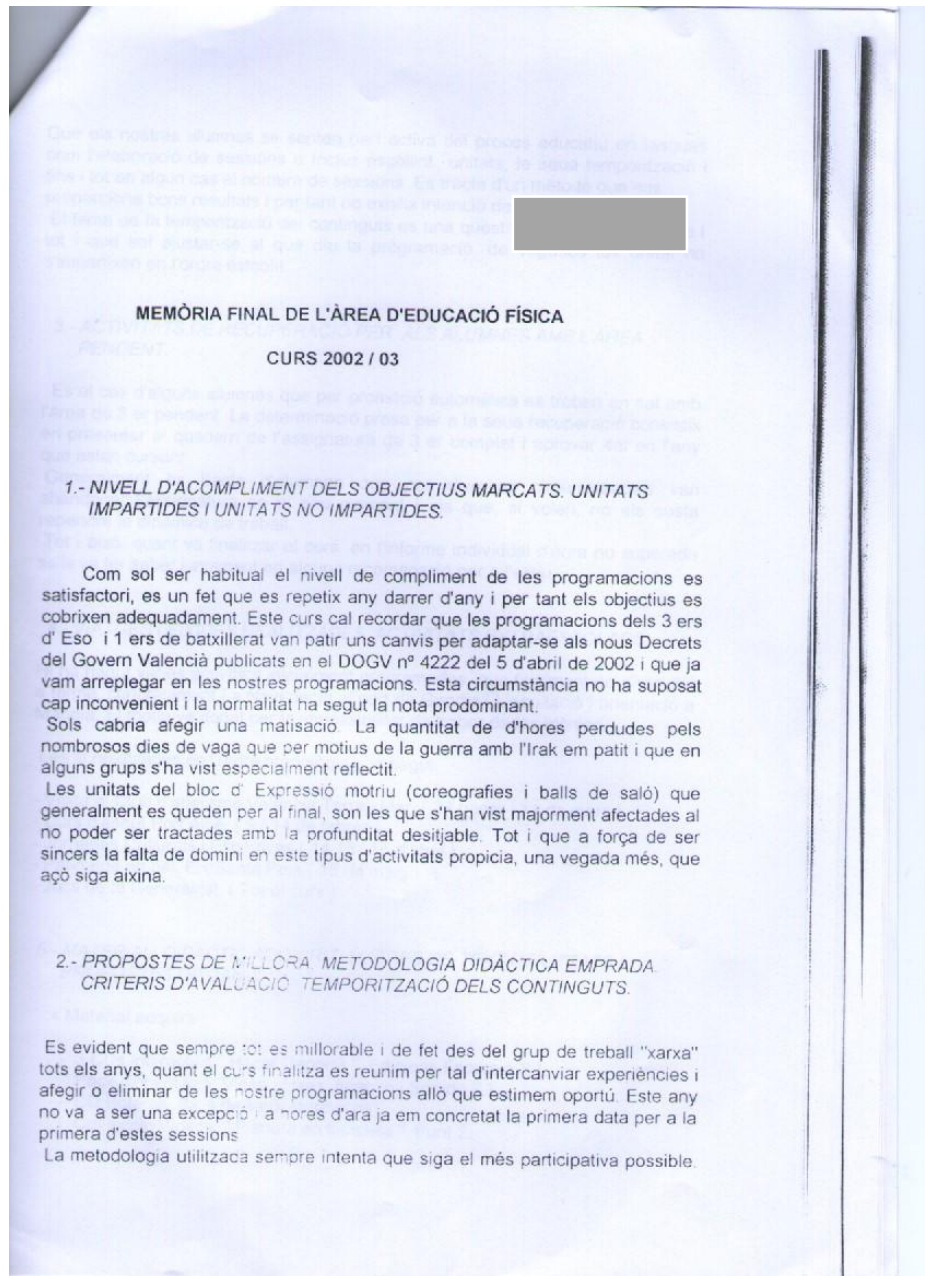 MEMÒRIA FINAL DE L'ÀREA D'EDUCACIÓ FÍSICA
CURS 2002 / 03
1.- NIVELL D'ACOMPLIMENT DELS OBJECTIUS MARCATS. UNITATS
IMPARTIDES I UNITATS NO IMPARTIDES.
Com sol ser habitual el nivell de compliment de les programacions es
satisfactori, es un fet que es repetix any darrer d'any i per tant els objectius es
cobrixen adequadament. Este curs cal recordar que les programacions dels 3 ers
d' Eso i 1 ers de batxillerat van patir uns canvis per adaptar-se als nous Decrets
del Govern Valencià publicats en el DOGV nº 4222 del 5 d'abril de 2002 i que ja
vam arreplegar en les nostres programacions. Esta circumstància no ha suposat
cap inconvenient i la normalitat ha segut la nota prodominant.
Sols cabria afegir una matisació. La quantitat de d'hores perdudes pels
nombrosos dies de vaga que per motius de la guerra amb l'Irak em patit i que en
alguns grups s'ha vist especialment reflectit.
Les unitats del bloc d' Expressió motriu (coreografies i balls de saló) que
generalment es queden per al final, son les que s'han vist majorment afectades al
no poder ser tractades amb la profunditat desitjable. Tot i que a força de ser
sincers la falta de domini en este tipus d'activitats propicia, una vegada més, que
açò siga aixina.
2.- PROPOSTES DE MILLORA. METODOLOGIA DIDÀCTICA EMPRADA.
CRITERIS D'AVALUACIÓ TEMPORITZACIÓ DELS CONTINGUTS.
Es evident que sempre tot es millorable i de fet des del grup de treball "xarxa"
tots els anys, quant el curs finalitza es reunim per tal d'intercanviar experiències i
afegir o eliminar de les nostre programacions allò que estimem oportú. Este any
no va a ser una excepció i a hores d'ara ja em concretat la primera data per a la
primera d'estes sessions
La metodologia utilitzaca sempre intenta que siga el més participativa possible.